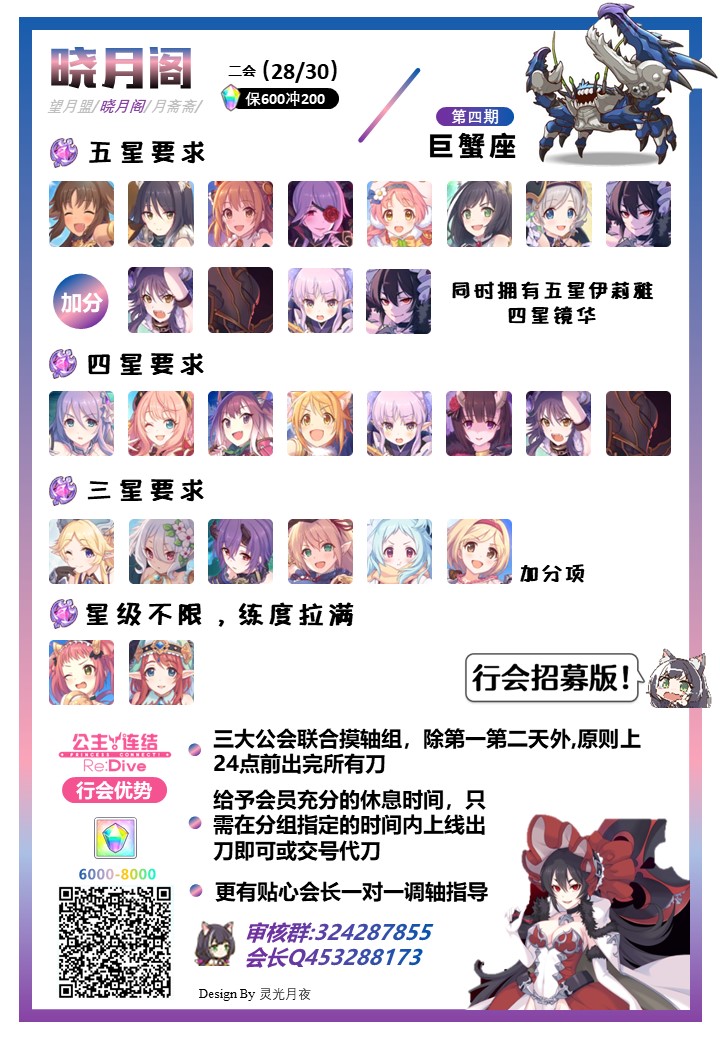 晓月阁
望月盟/晓月阁/月斋斋/
二会（28/30）
保600冲200
第四期
巨蟹座
五星要求
加分
同时拥有五星伊莉雅
四星镜华
四星要求
三星要求
加分项
星级不限，练度拉满
行会招募版！
公主连结
PRINCESS CONNECT!
Re:Dive
行会优势
6000-8000
三大公会联合摸轴组，除第一第二天外,原则上
24点前出完所有刀
给予会员充分的休息时间，只
需在分组指定的时间内上线出
刀即可或交号代刀
更有贴心会长一对一调轴指导
审核群:324287855
会长Q453288173
Design By 灵光月夜